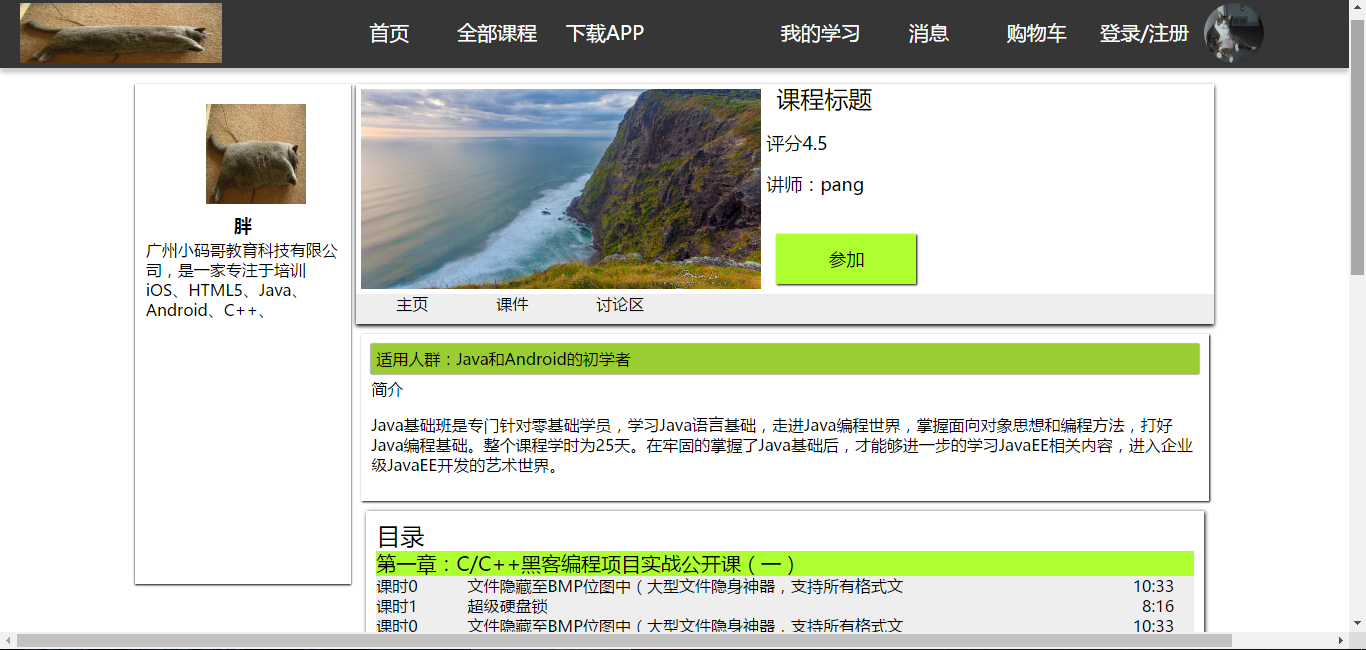 首页 全部课程 下载APP 我的学习 消息 购物车 登录/注册
胖
广州小码哥教育科技有限公
司，是一家专注于培训
iOS、HTML5、Java、
Android、C++、
课程标题
评分4.5
讲师：pang
参加
主页 课件 讨论区
适用人群：Java和Android的初学者
简介
Java基础班是专门针对零基础学员，学习Java语言基础，走进Java编程世界，掌握面向对象思想和编程方法，打好
Java编程基础。整个课程学时为25天。在牢固的掌握了Java基础后，才能够进一步的学习JavaEE相关内容，进入企业
级JavaEE开发的艺术世界。
目录
第一章：C/C++黑客编程项目实战公开课（一）
课时0 文件隐藏至BMP位图中（大型文件隐身神器，支持所有格式文 10:33
课时1 超级硬盘锁 8:16
课时0 文件隐藏至BMP位图中（大型文件隐身神器，支持所有格式文 10:33